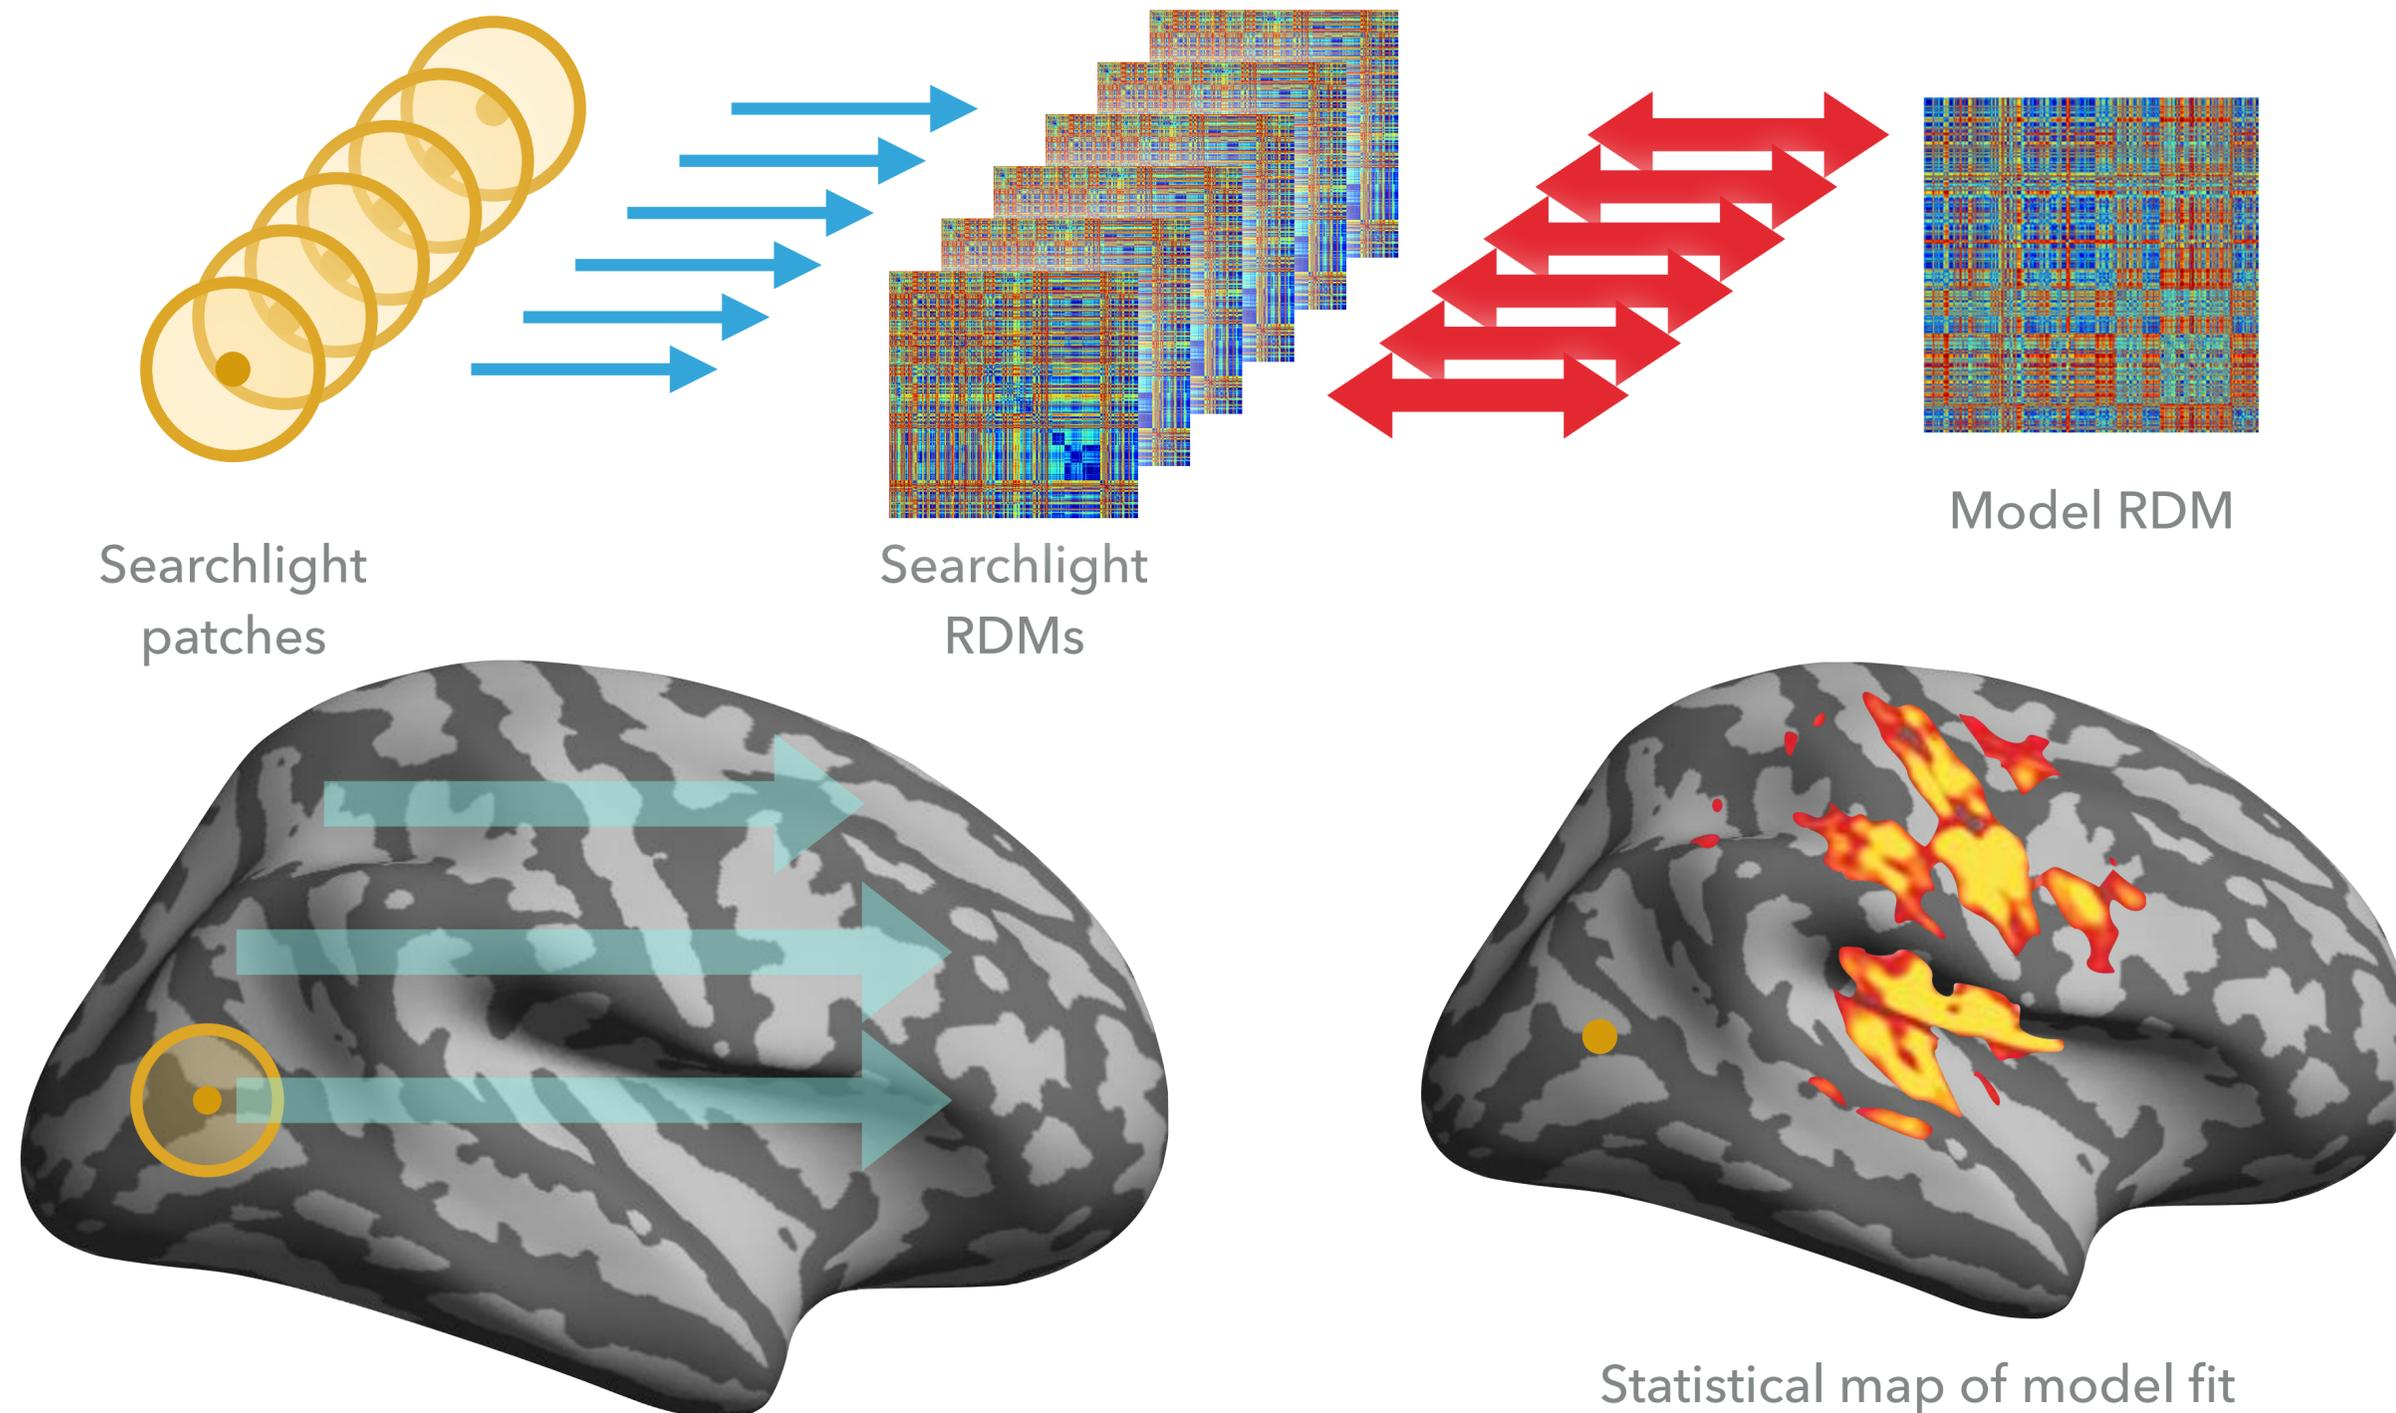 Searchlight
patches
Searchlight
RDMs
Model RDM
Statistical map of model fit